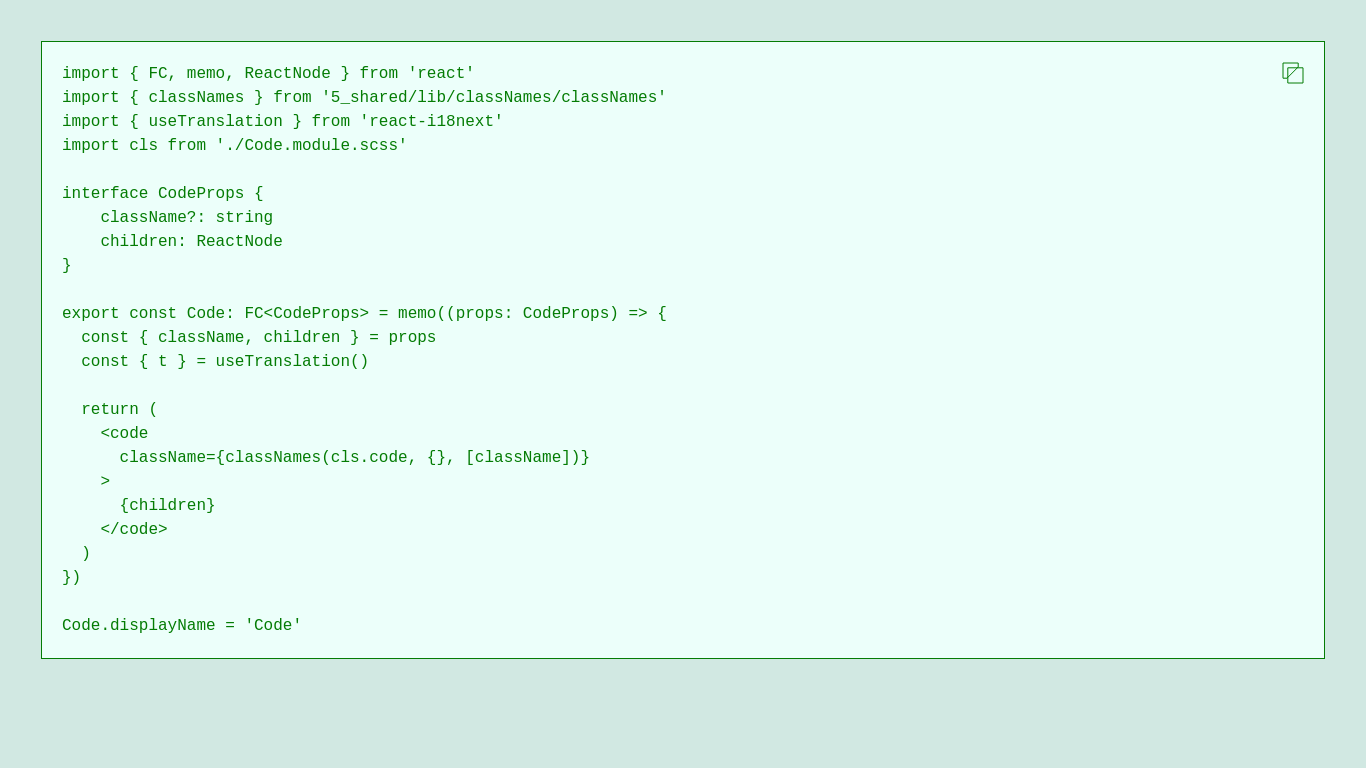 import { FC, memo, ReactNode } from 'react'
import { classNames } from '5_shared/lib/classNames/classNames'
import { useTranslation } from 'react-i18next'
import cls from './Code.module.scss'

interface CodeProps {
    className?: string
    children: ReactNode
}

export const Code: FC<CodeProps> = memo((props: CodeProps) => {
  const { className, children } = props
  const { t } = useTranslation()

  return (
    <code
      className={classNames(cls.code, {}, [className])}
    >
      {children}
    </code>
  )
})

Code.displayName = 'Code'